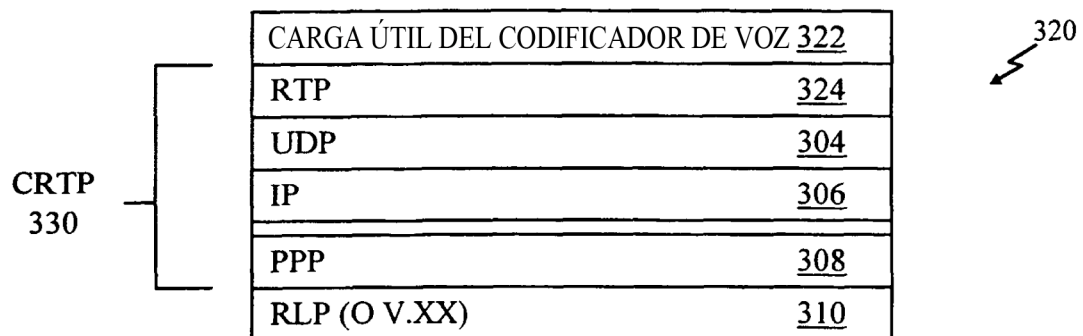 CARGA ÚTIL DEL CODIFICADOR DE VOZ 322
320
RTP 324
UDP 304
CRTP
330
IP 306
PPP 308
RLP (O V.XX) 310